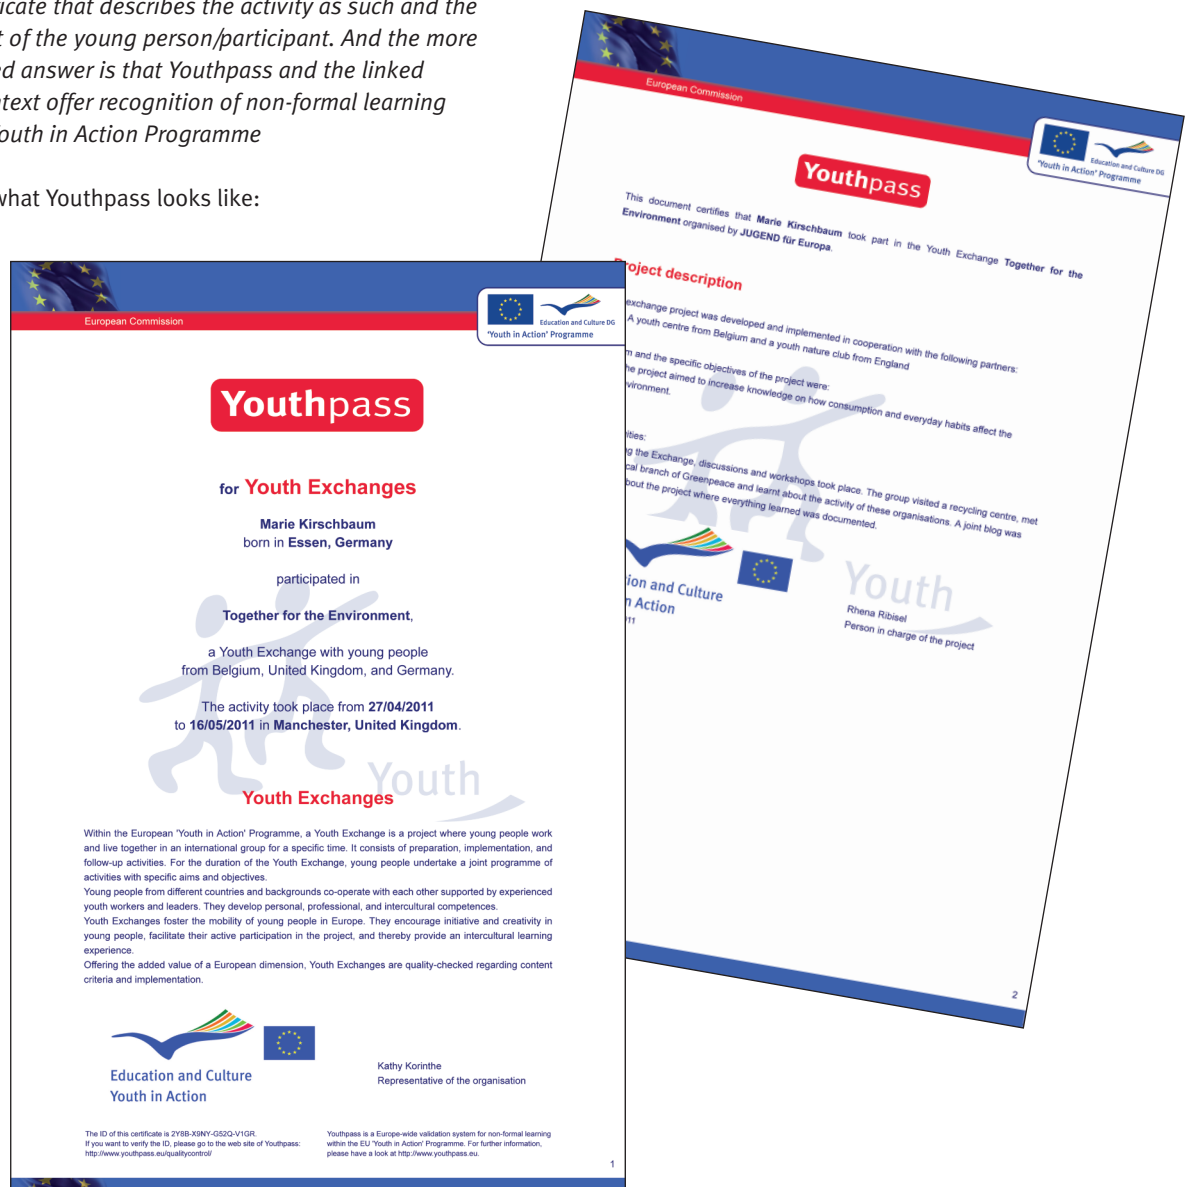 icate that describes the activity as such and the
t of the young person/participant. And the more
ed answer is that Youthpass and the linked
ntext offer recognition of non-formal learning
Youth in Action Programme
what Youthpass looks like:
European Commission
Education and Culture DG
'Youth in Action' Programme
Youthpass
for Youth Exchanges
Marie Kirschbaum
born in Essen, Germany
participated in
Together for the Environment,
a Youth Exchange with young people
from Belgium, United Kingdom, and Germany.
The activity took place from 27/04/2011
to 16/05/2011 in Manchester, United Kingdom.
Youth
Youth Exchanges
Within the European 'Youth in Action' Programme, a Youth Exchange is a project where young people work
and live together in an international group for a specific time. It consists of preparation, implementation, and
follow-up activities. For the duration of the Youth Exchange, young people undertake a joint programme of
activities with specific aims and objectives.
Young people from different countries and backgrounds co-operate with each other supported by experienced
youth workers and leaders. They develop personal, professional, and intercultural competences.
Youth Exchanges foster the mobility of young people in Europe. They encourage initiative and creativity in
young people, facilitate their active participation in the project, and thereby provide an intercultural learning
experience.
Offering the added value of a European dimension, Youth Exchanges are quality-checked regarding content
criteria and implementation.
Education and Culture
Youth in Action
Kathy Korinthe
Representative of the organisation
The ID of this certificate is 2Y8B-X9NY-G52Q-V1GR.
If you want to verify the ID, please go to the web site of Youthpass:
http://www.youthpass.eu/qualitycontrol/
Youthpass is a Europe-wide validation system for non-formal learning
within the EU 'Youth in Action' Programme. For further information,
please have a look at http://www.youthpass.eu.
1
European Commission
Education and Culture DG
'Youth in Action' Programme
Youthpass
This document certifies that Marie Kirschbaum took part in the Youth Exchange Together for the
Environment organised by JUGEND für Europa.
Project description
exchange project was developed and implemented in cooperation with the following partners:
A youth centre from Belgium and a youth nature club from England
m and the specific objectives of the project were:
he project aimed to increase knowledge on how consumption and everyday habits affect the
vironment.
ities:
g the Exchange, discussions and workshops took place. The group visited a recycling centre, met
cal branch of Greenpeace and learnt about the activity of these organisations. A joint blog was
bout the project where everything learned was documented.
ion and Culture
n Action
011
Youth
Rhena Ribisel
Person in charge of the project
2